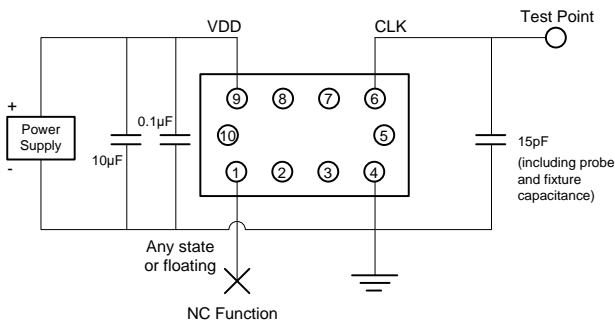 Test Point
VDD
CLK
+
Power
Supply
-
10µF
0.1µF
9
8
7
6
10
5
1
2
3
4
15pF
(including probe
and fixture
capacitance)
Any state
or floating
NC Function